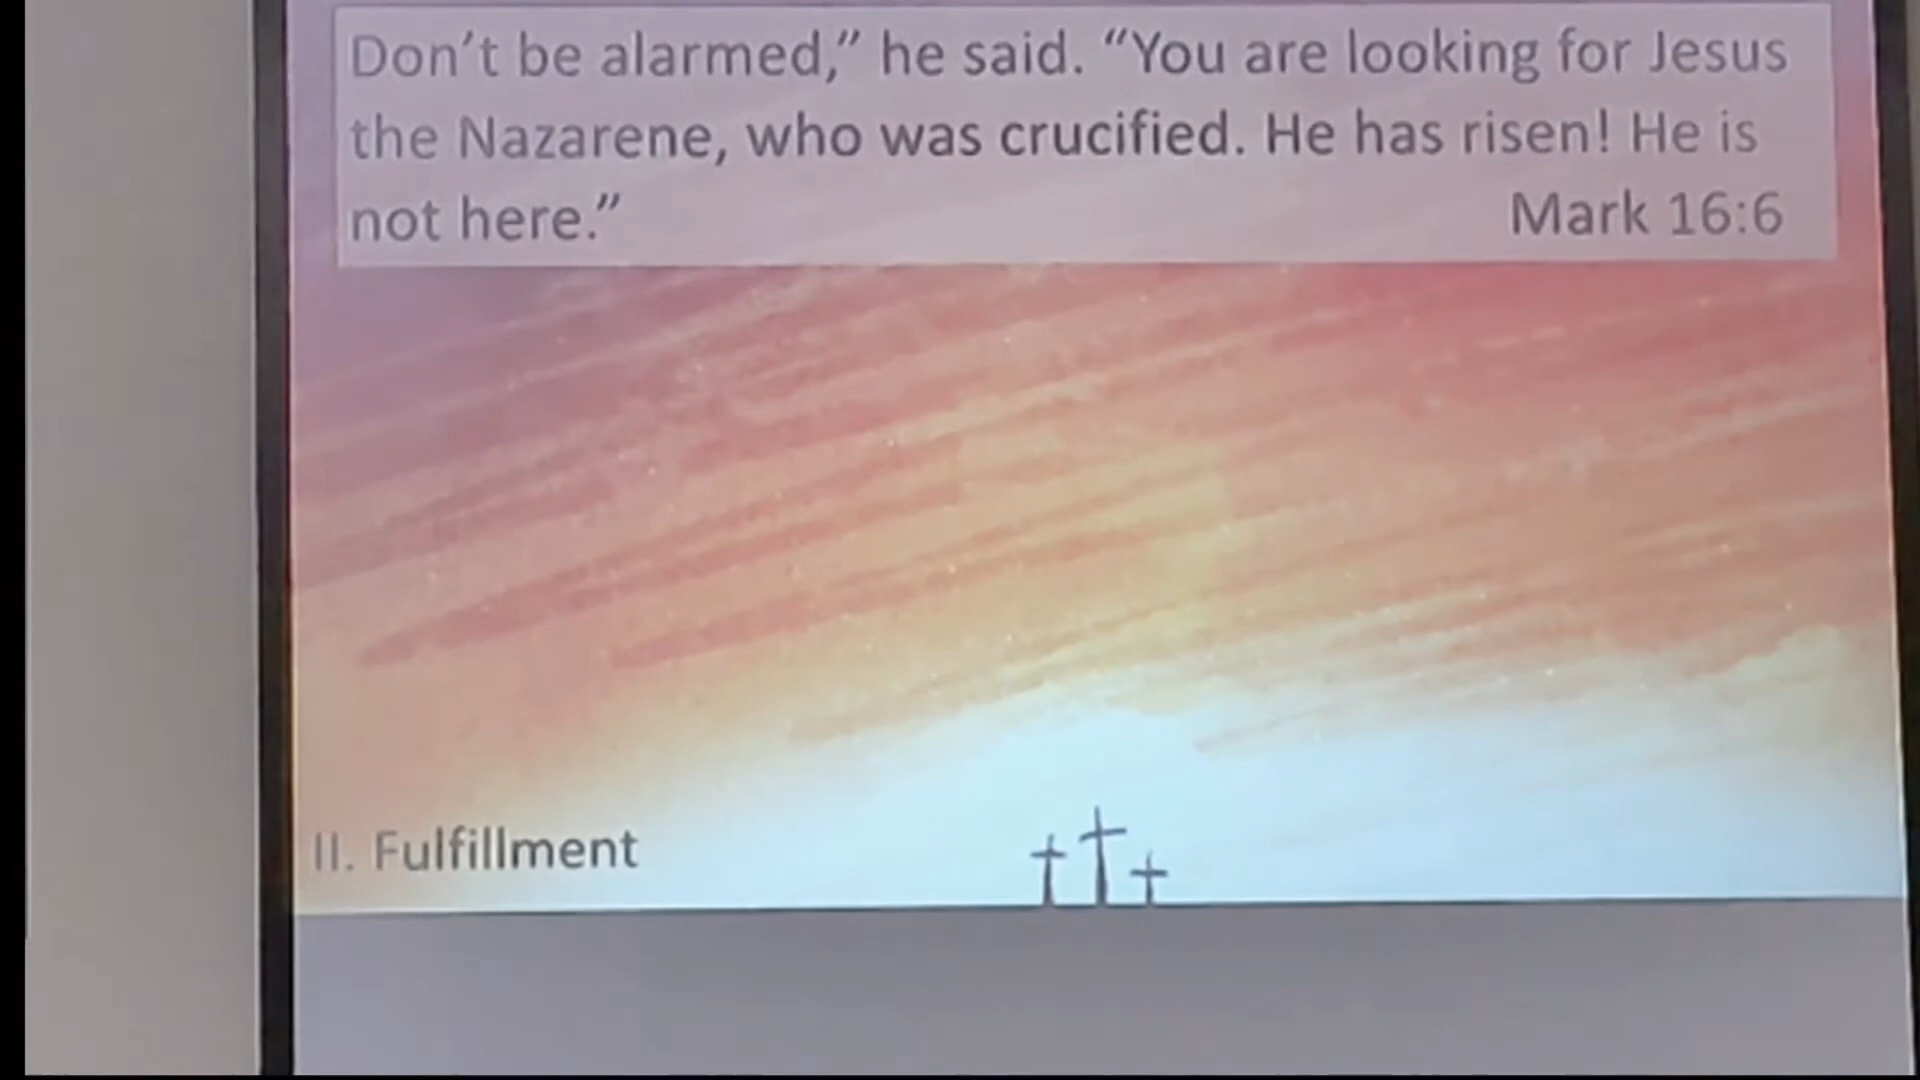 Don’t be alarmed,” he said. “You are looking for Jesus
the Nazarene, who was crucified. He has risen! He is
not here.”
Mark 16:6
II. Fulfillment